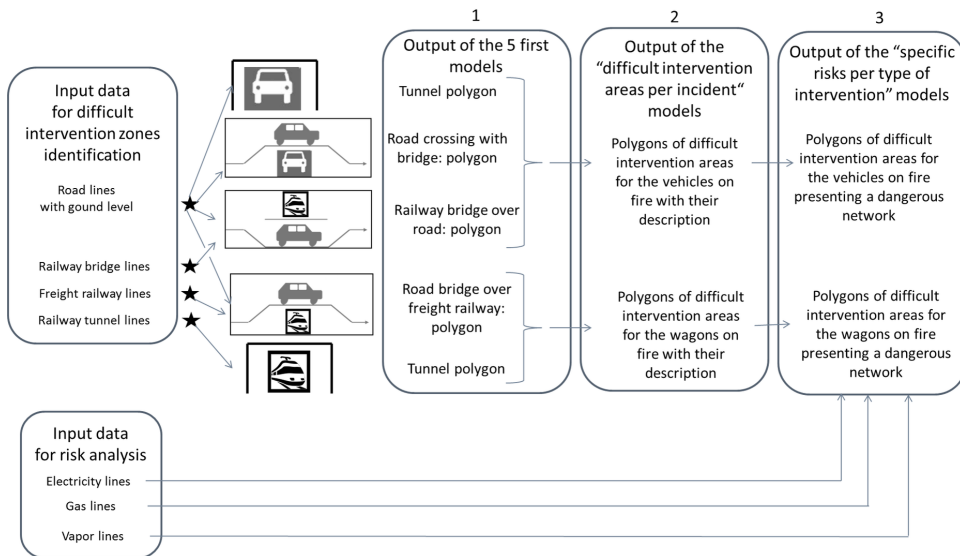 1
2
3
Input data
for difficult
intervention zones
identification
Road lines
with gound level
Railway bridge lines
Freight railway lines
Railway tunnel lines
Output of the 5 first
models
Tunnel polygon
Road crossing with
bridge: polygon
Railway bridge over
road: polygon
Road bridge over
freight railway:
polygon
Tunnel polygon
Output of the
“difficult intervention
areas per incident“
models
Polygons of difficult
intervention areas
for the vehicles on
fire with their
description
Polygons of difficult
intervention areas
for the wagons on
fire with their
description
Output of the “specific
risks per type of
intervention” models
Polygons of difficult
intervention areas for
the vehicles on fire
presenting a dangerous
network
Polygons of difficult
intervention areas for
the wagons on fire
presenting a dangerous
network
Input data
for risk analysis
Electricity lines
Gas lines
Vapor lines